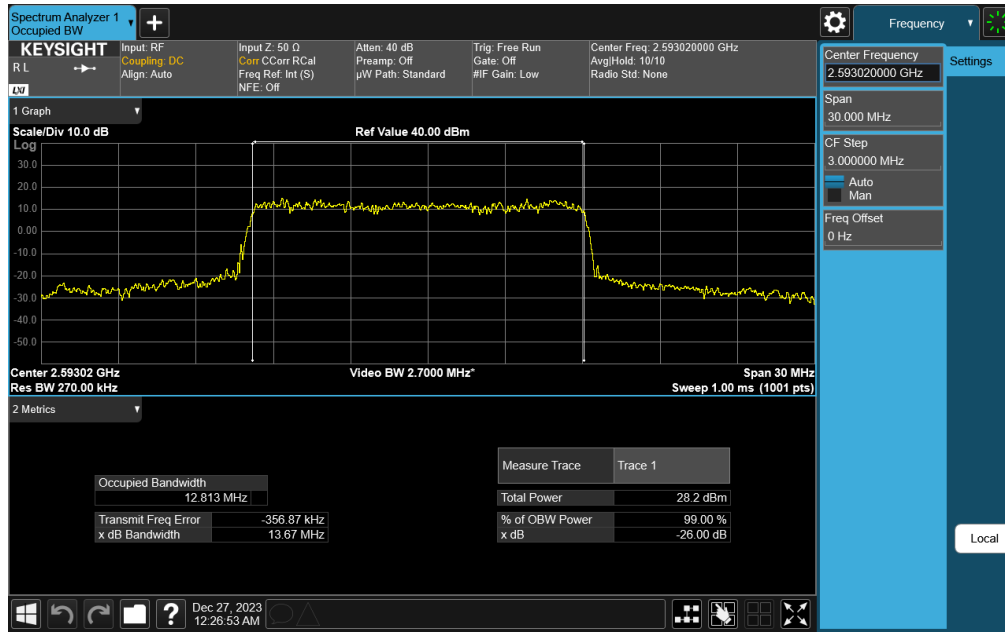 Spectrum Analyzer 1
Occupied BW
Frequency
KEYSIGHT
R L
LXI
Input: RF
Coupling: DC
Align: Auto
Input Z: 50 Ω
Corr CCorr RCal
Freq Ref: Int (S)
NFE: Off
Atten: 40 dB
Preamp: Off
µW Path: Standard
Trig: Free Run
Gate: Off
#IF Gain: Low
Center Freq: 2.593020000 GHz
Avg|Hold: 10/10
Radio Std: None
Center Frequency
2.593020000 GHz
Settings
Span
30.000 MHz
CF Step
3.000000 MHz
Auto
Man
Freq Offset
0 Hz
Local
1 Graph
Scale/Div 10.0 dB
Ref Value 40.00 dBm
Log
30.0
20.0
10.0
0.00
-10.0
-20.0
-30.0
-40.0
-50.0
Center 2.59302 GHz
Video BW 2.7000 MHz*
Span 30 MHz
Res BW 270.00 kHz
Sweep 1.00 ms (1001 pts)
2 Metrics
Measure Trace Trace 1
Occupied Bandwidth
12.813 MHz
Total Power 28.2 dBm
Transmit Freq Error -356.87 kHz
% of OBW Power 99.00 %
x dB Bandwidth 13.67 MHz
x dB -26.00 dB
?
Dec 27, 2023
12:26:53 AM